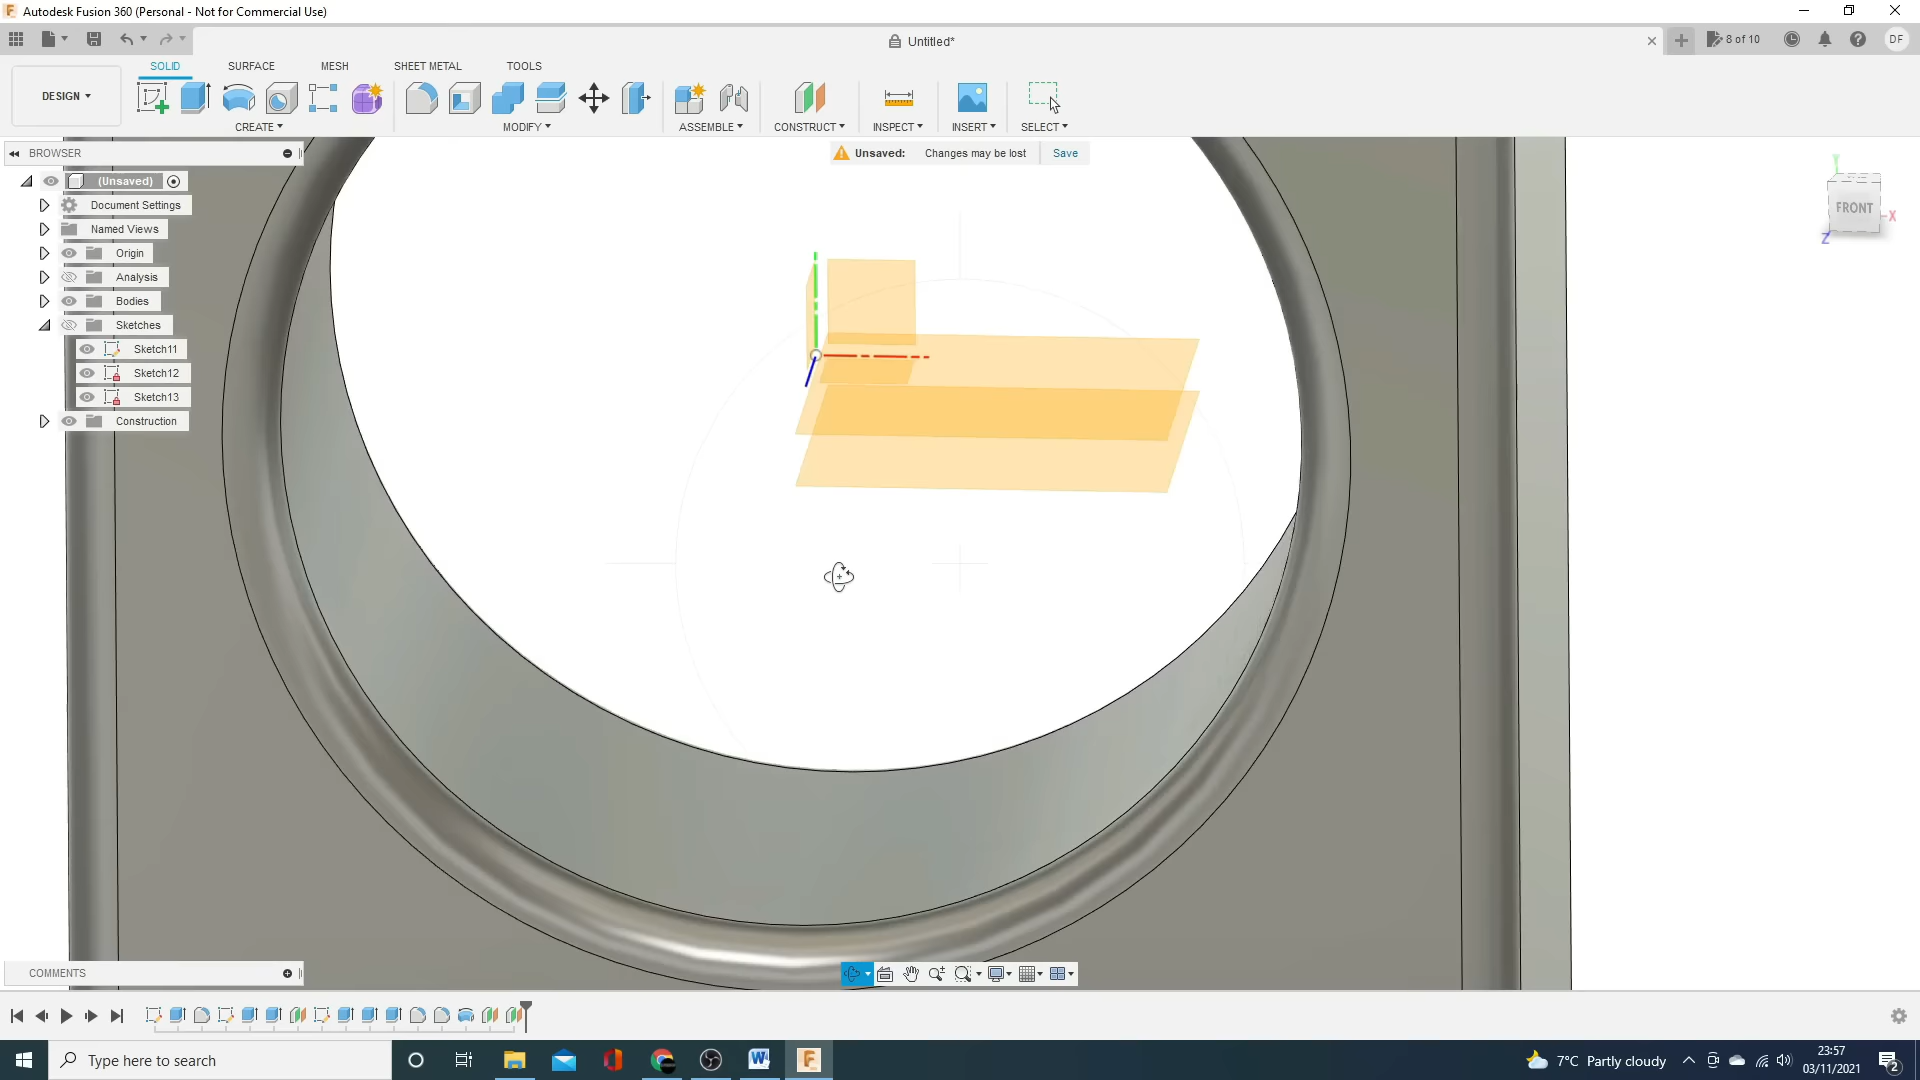 Autodesk Fusion 360 (Personal - Not for Commercial Use)
Untitled*
8 of 10
DF
DESIGN
SOLID
SURFACE
MESH
SHEET METAL
TOOLS
CREATE
MODIFY
ASSEMBLE
CONSTRUCT
INSPECT
INSERT
SELECT
BROWSER
Unsaved: Changes may be lost Save
(Unsaved)
Document Settings
Named Views
Origin
Analysis
Bodies
Sketches
Sketch11
Sketch12
Sketch13
Construction
FRONT
Y
X
Z
COMMENTS
Type here to search
7°C Partly cloudy
23:57
03/11/2021
2